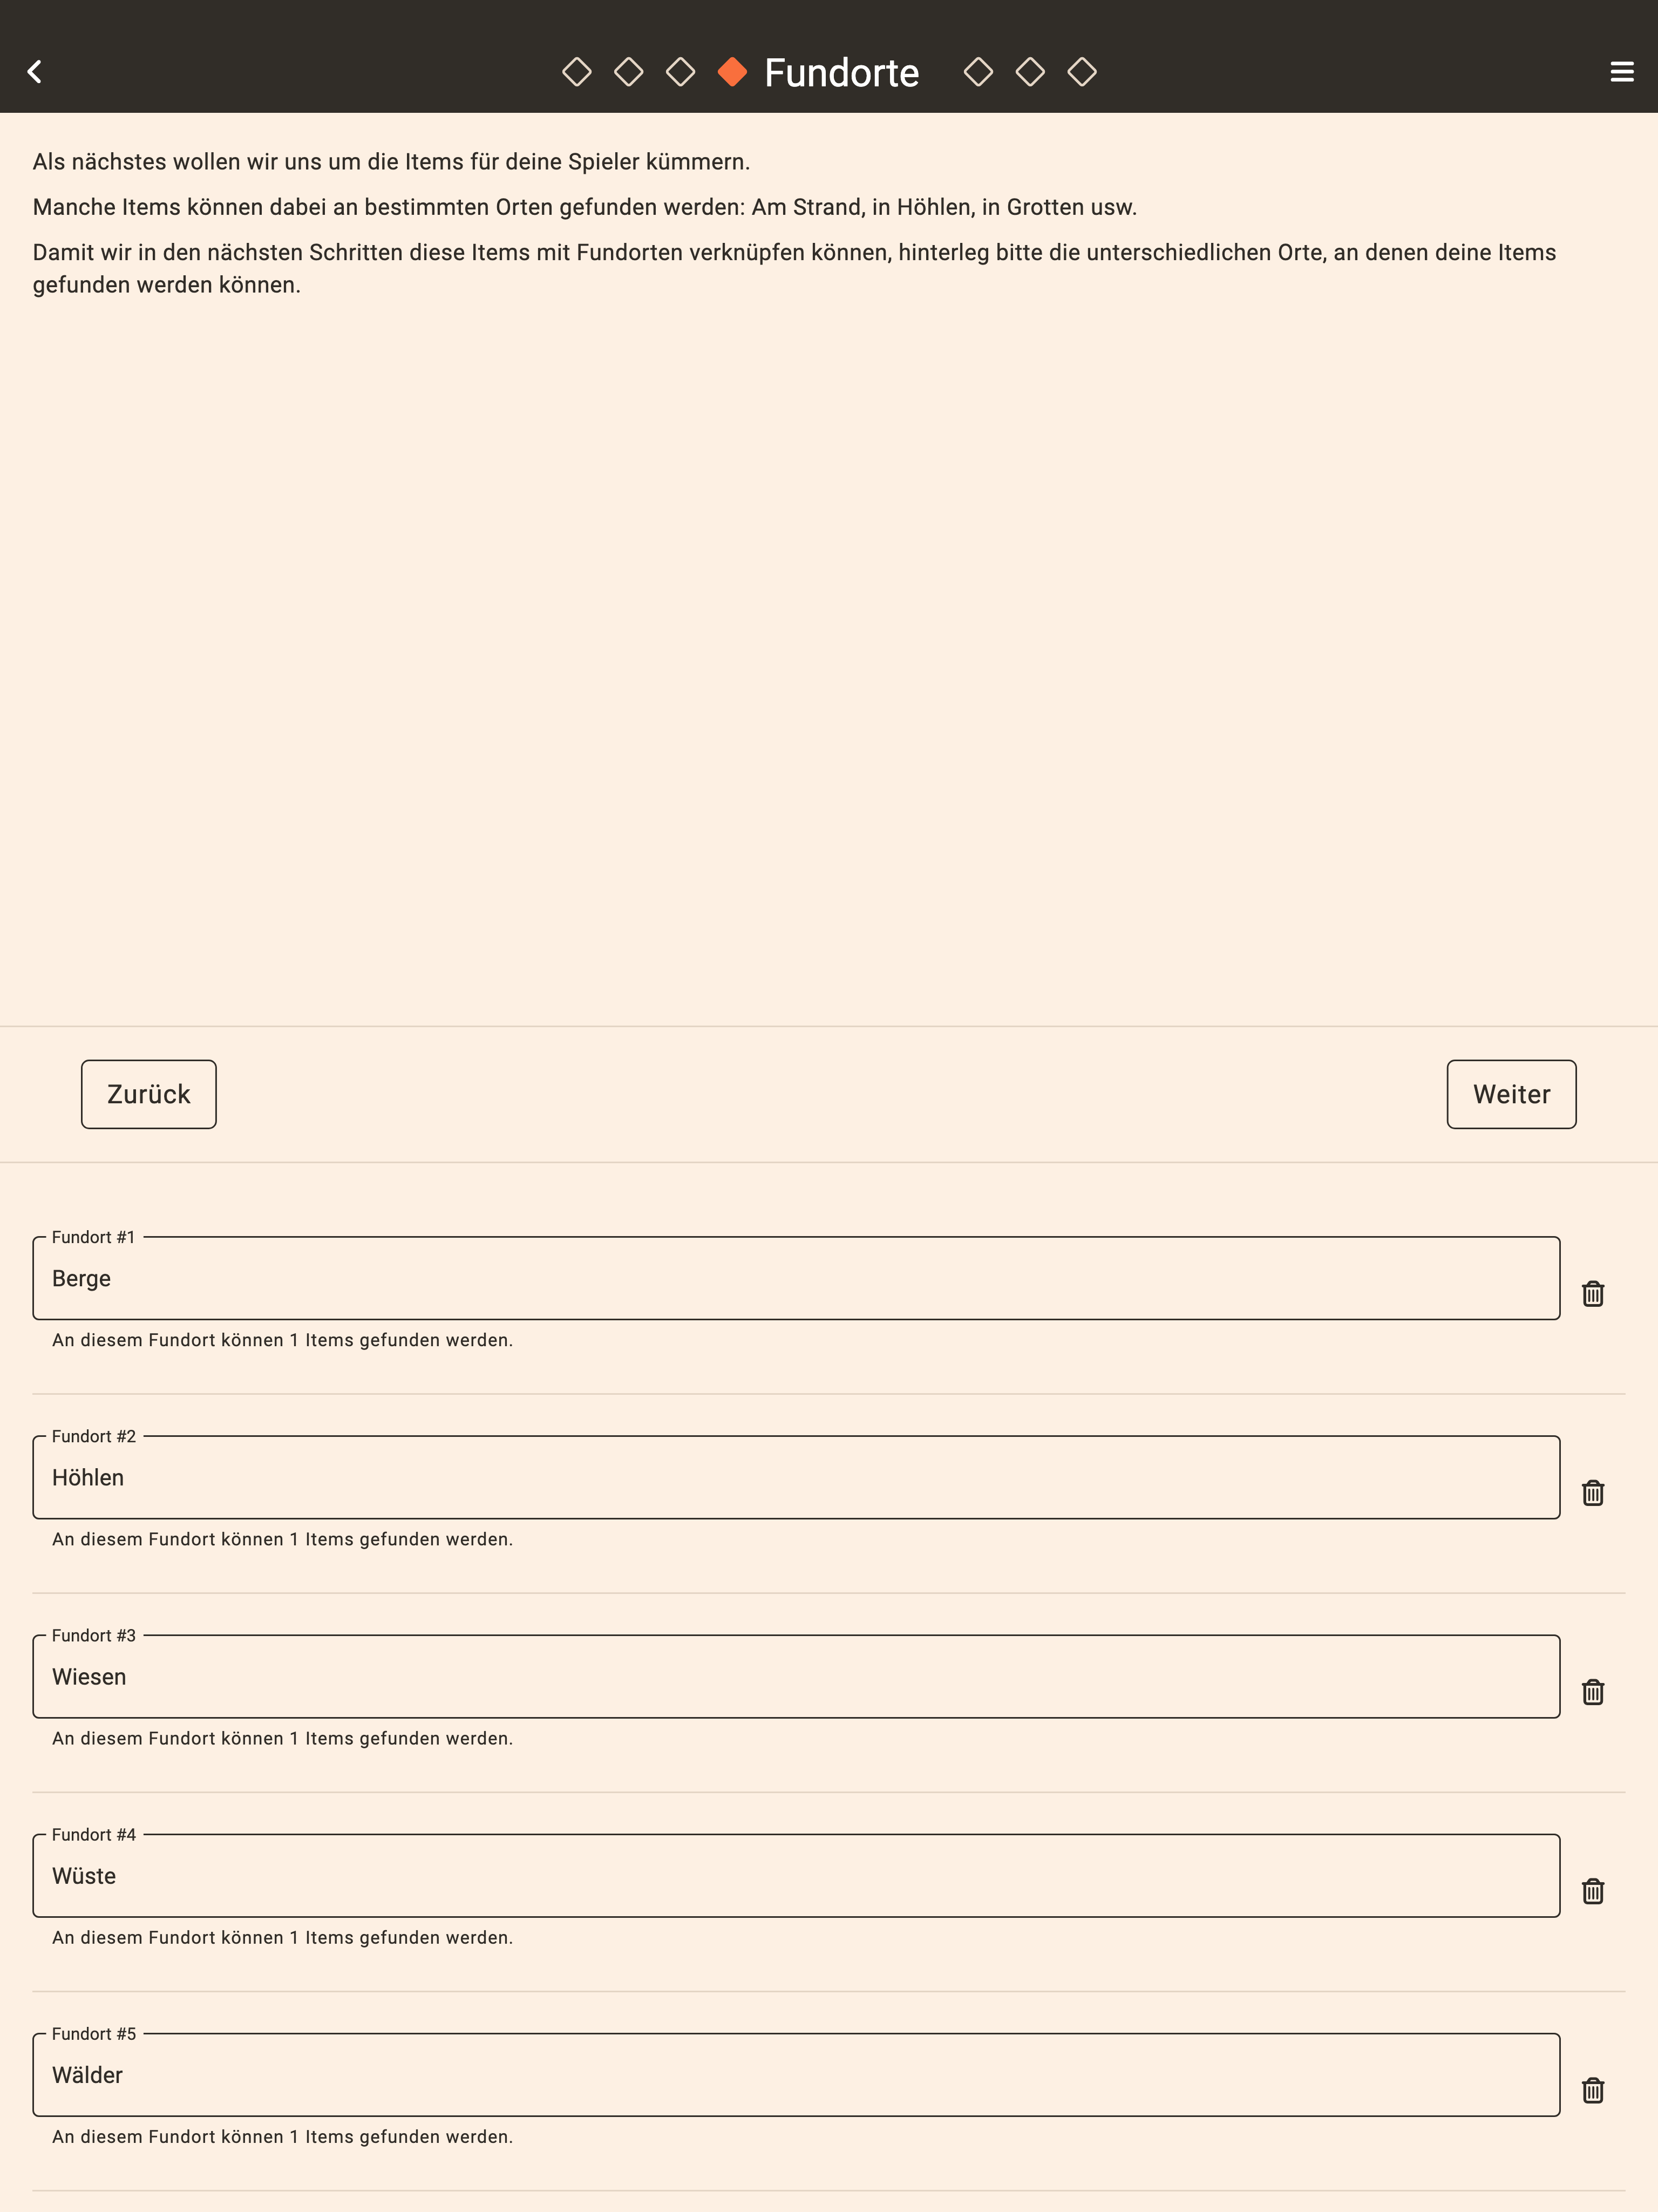 Fundorte
Als nächstes wollen wir uns um die Items für deine Spieler kümmern.
Manche Items können dabei an bestimmten Orten gefunden werden: Am Strand, in Höhlen, in Grotten usw.
Damit wir in den nächsten Schritten diese Items mit Fundorten verknüpfen können, hinterleg bitte die unterschiedlichen Orte, an denen deine Items
gefunden werden können.
Zurück
Weiter
Fundort #1
Berge
An diesem Fundort können 1 Items gefunden werden.
Fundort #2
Höhlen
An diesem Fundort können 1 Items gefunden werden.
Fundort #3
Wiesen
An diesem Fundort können 1 Items gefunden werden.
Fundort #4
Wüste
An diesem Fundort können 1 Items gefunden werden.
Fundort #5
Wälder
An diesem Fundort können 1 Items gefunden werden.